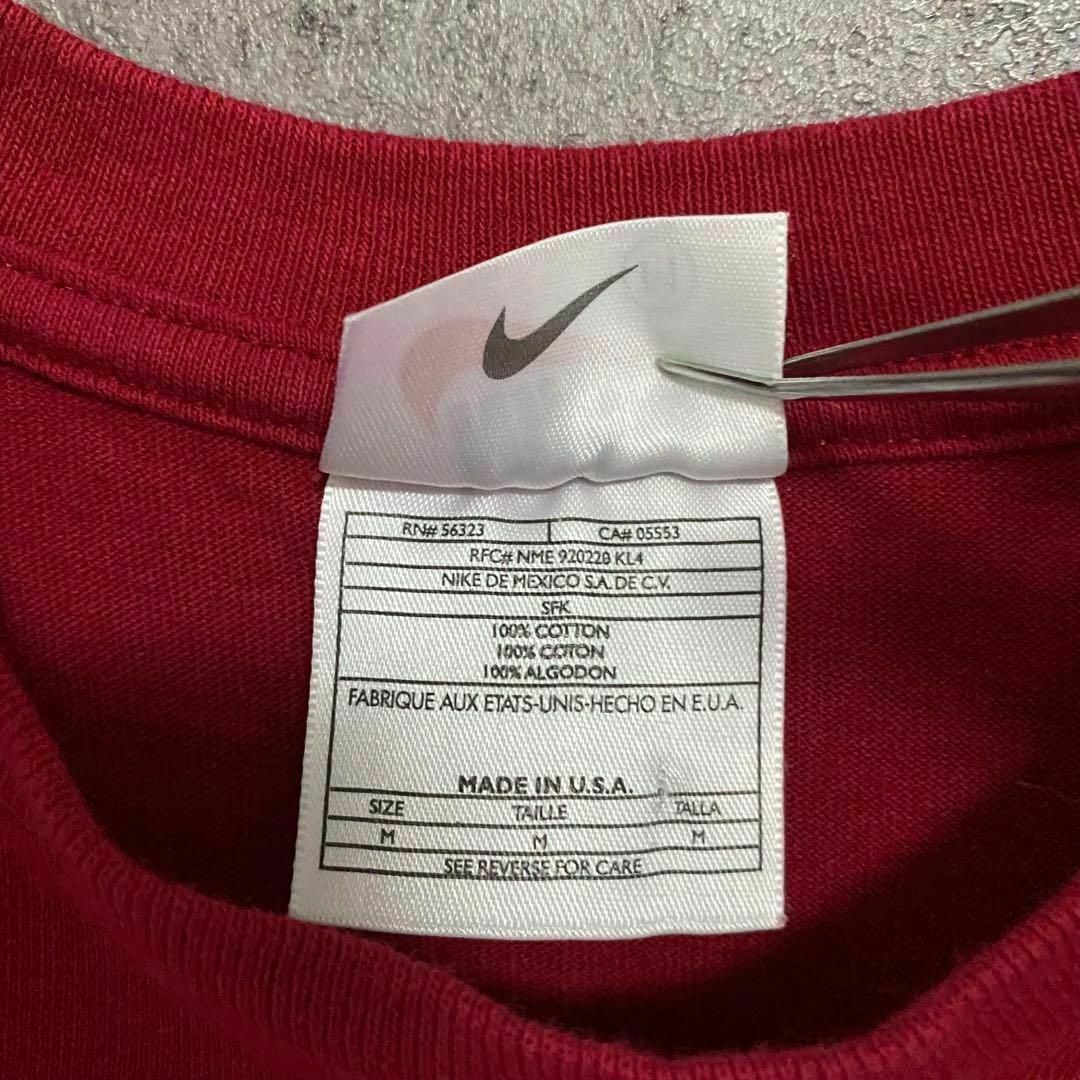 RN# 56323 CA# 05553
RFC# NME 920228 KL4
NIKE DE MEXICO S.A. DE C.V.
SFK
100% COTTON
100% COTON
100% ALGODON
FABRIQUE AUX ETATS-UNIS-HECHO EN E.U.A.
MADE IN U.S.A.
SIZE TAILLE TALLA
M M M
SEE REVERSE FOR CARE